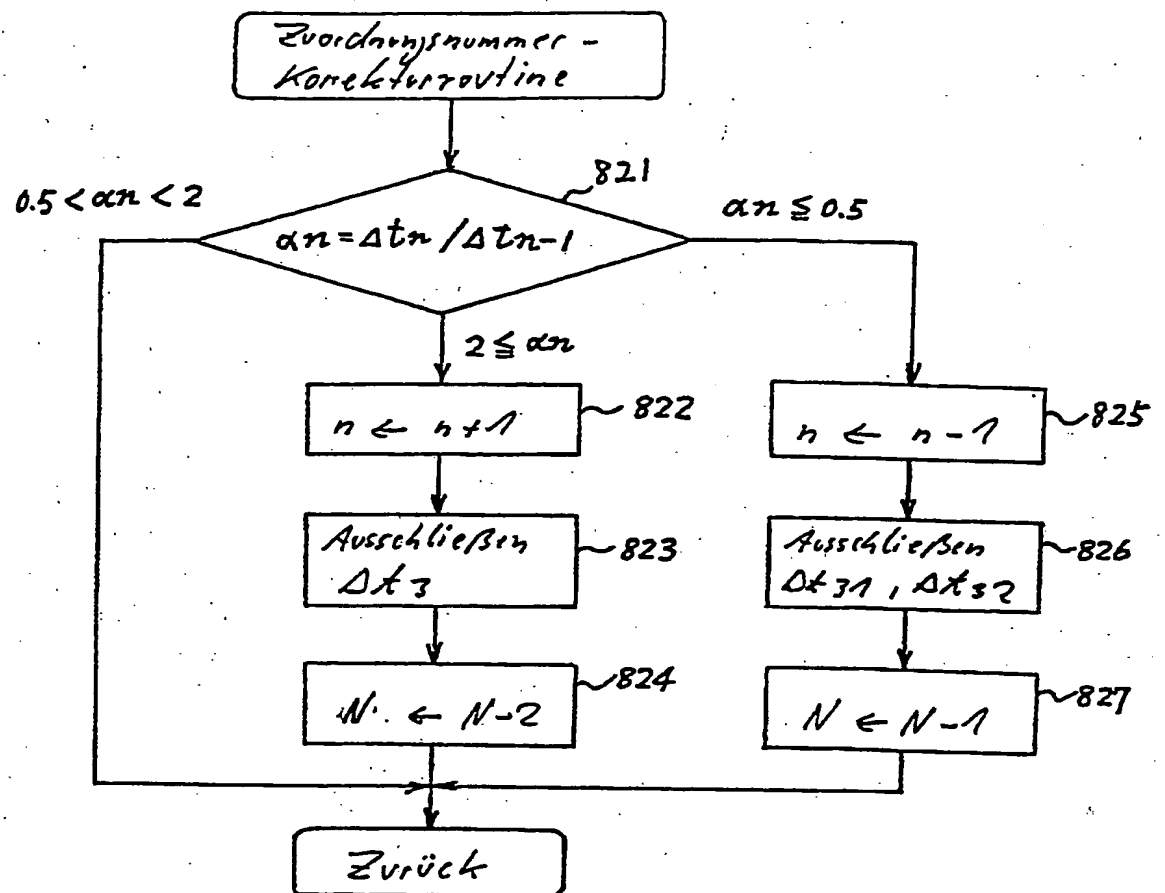 Zuordnungsnummer-
Korrekturroutine
821
0.5 < αn < 2
αn ≦ 0.5
αn = Δtn / Δtn-1
2 ≦ αn
n ← n+1
822
n ← n-1
825
Ausschließen
Δt3
823
Ausschließen
Δt31, Δt32
826
N ← N-2
824
N ← N-1
827
Zurück